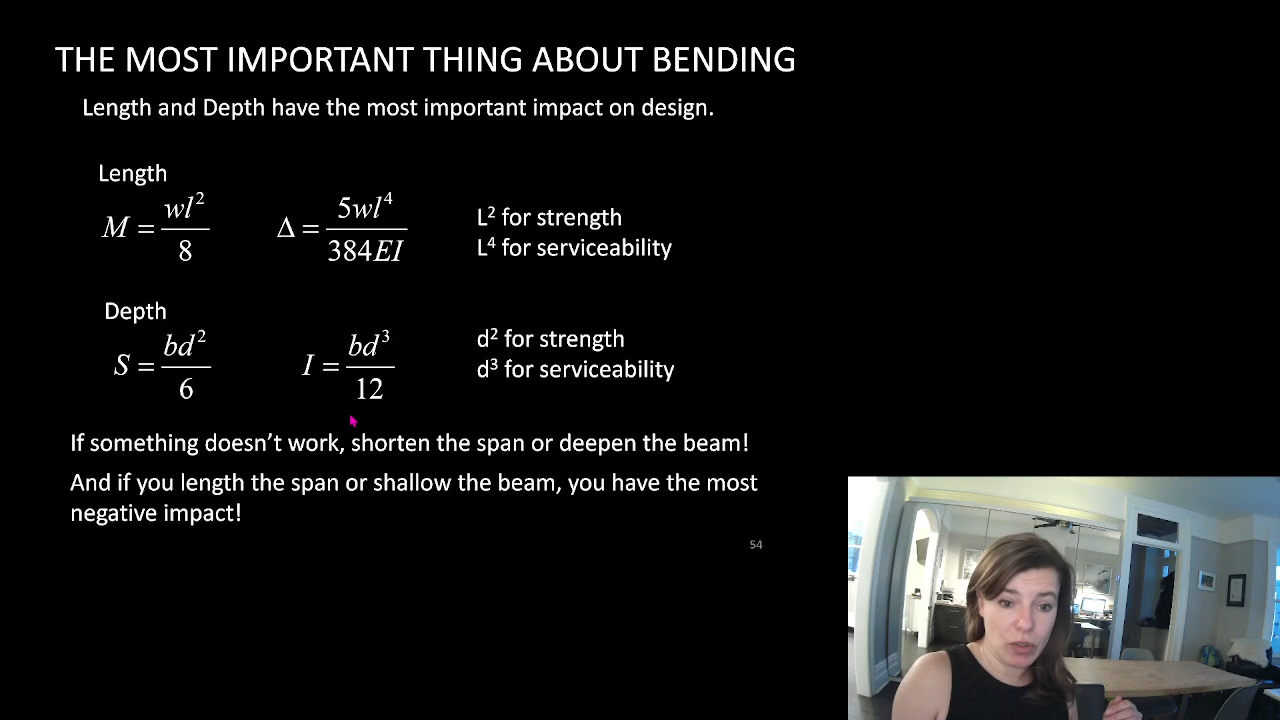 THE MOST IMPORTANT THING ABOUT BENDING
Length and Depth have the most important impact on design.
Length
M = wl²/8
Δ = 5wl⁴/384EI
L² for strength
L⁴ for serviceability
Depth
S = bd²/6
I = bd³/12
d² for strength
d³ for serviceability
If something doesn't work, shorten the span or deepen the beam!
And if you length the span or shallow the beam, you have the most
negative impact!
54